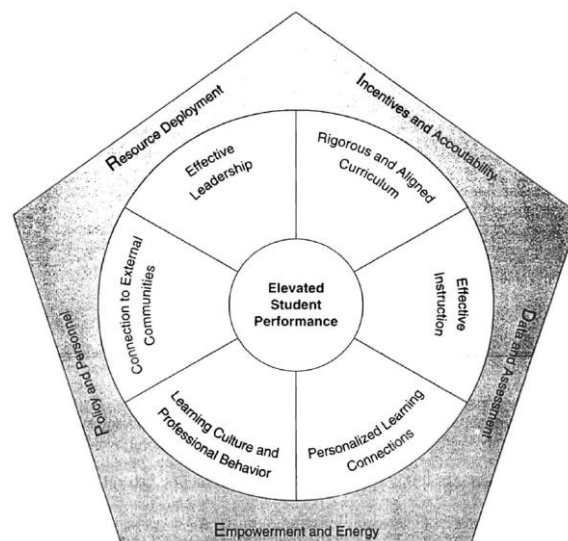 Resource Deployment
Incentives and Accoutability
Effective
Leadership
Rigorous and Aligned
Curriculum
Connection to External
Communities
Elevated
Student
Performance
Effective
Instruction
Policy and Personnel
Data and Assessment
Learning Culture and
Professional Behavior
Personalized Learning
Connections
Empowerment and Energy